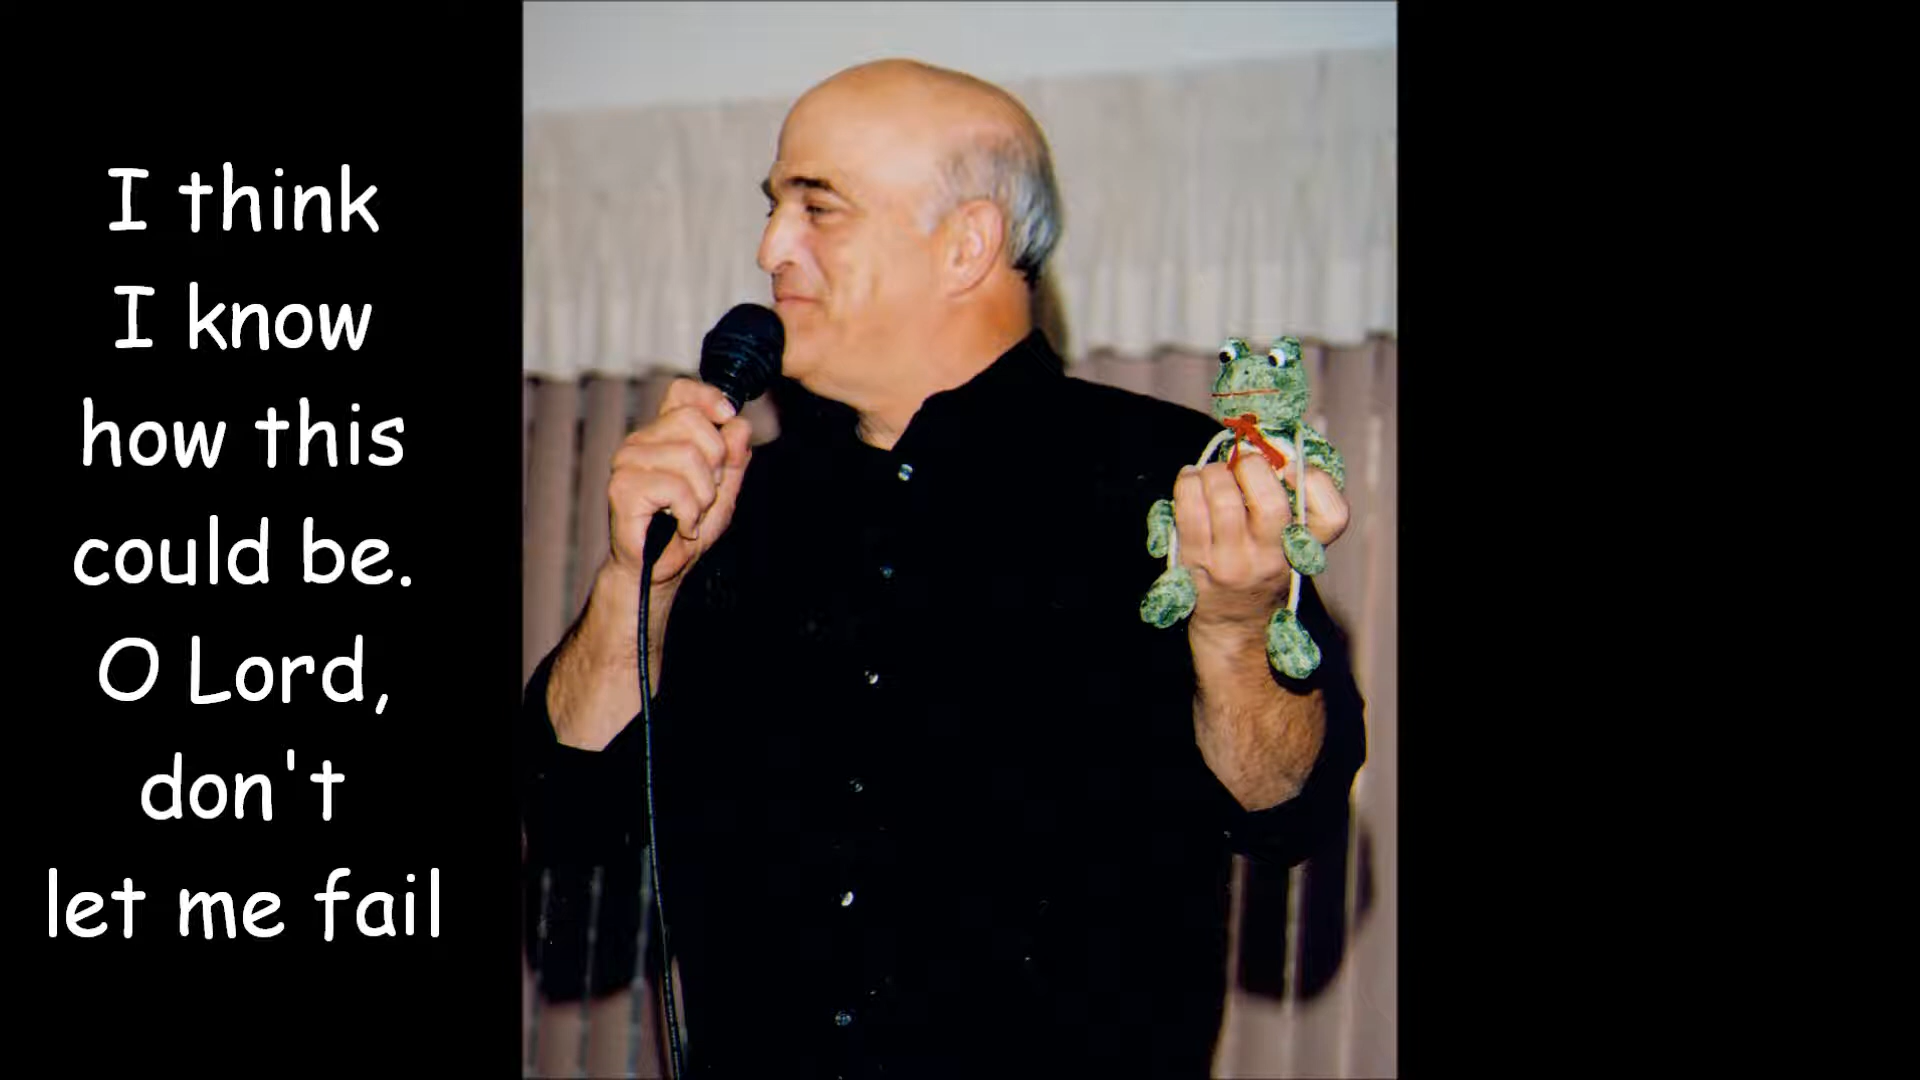 I think
I know
how this
could be.
O Lord,
don't
let me fail